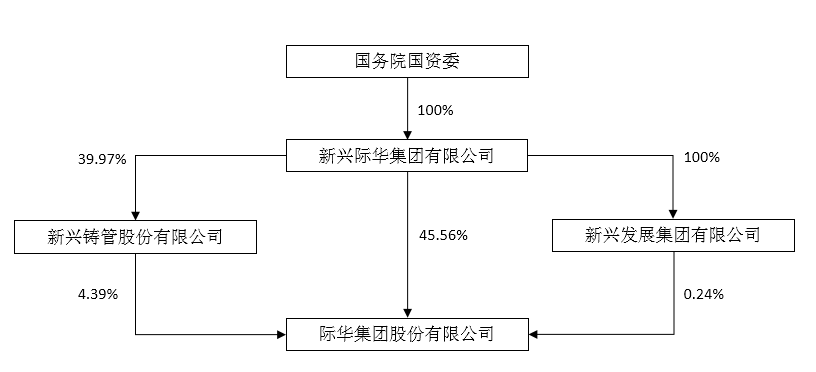 国务院国资委
100%
新兴际华集团有限公司
39.97%
100%
新兴铸管股份有限公司
45.56%
新兴发展集团有限公司
4.39%
0.24%
际华集团股份有限公司